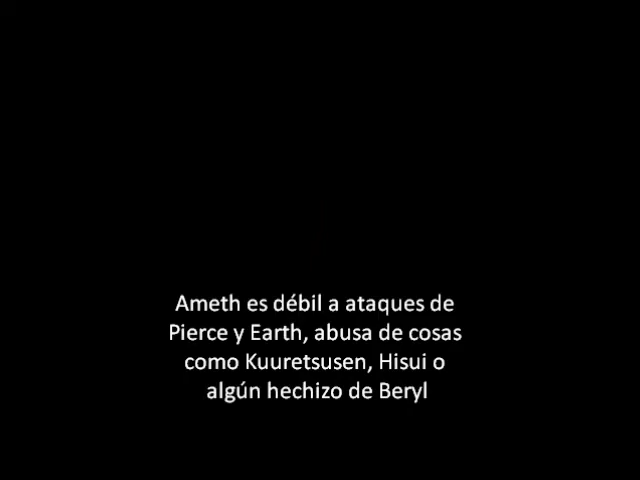 Ameth es débil a ataques de
Pierce y Earth, abusa de cosas
como Kuuretsusen, Hisui o
algún hechizo de Beryl